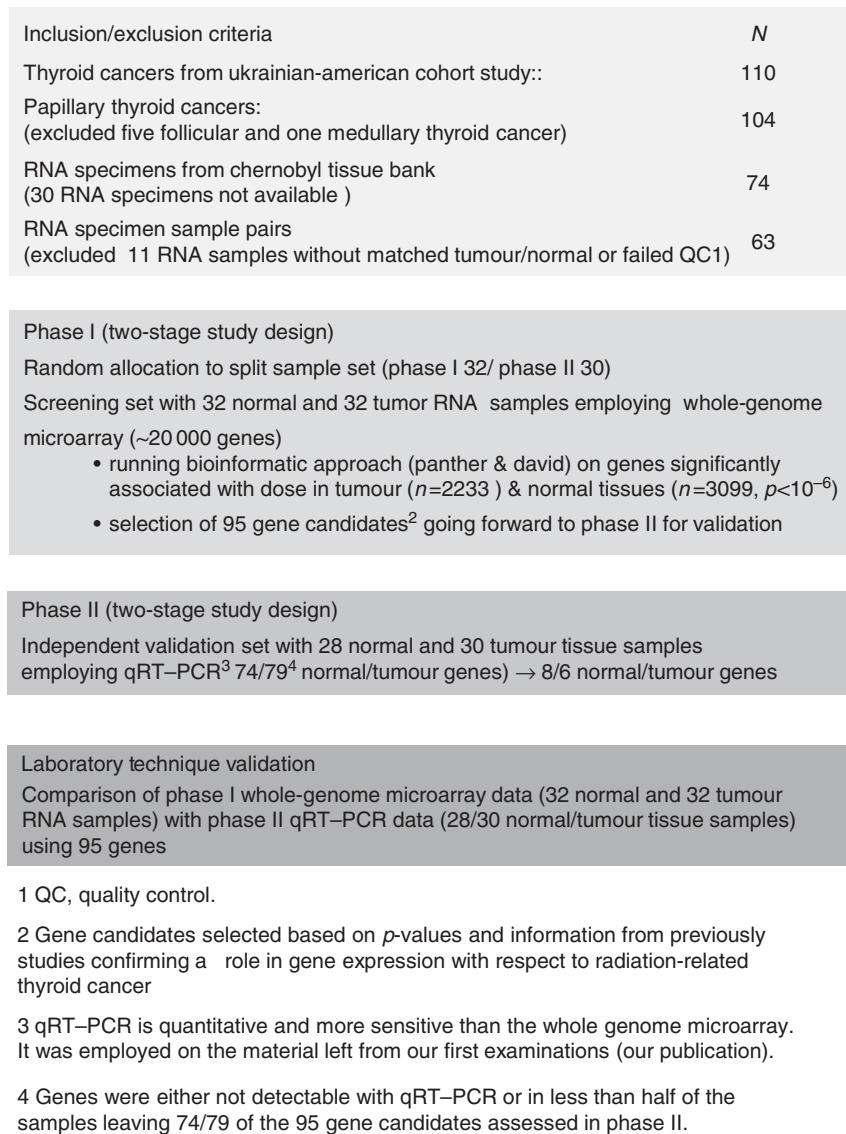 Inclusion/exclusion criteria N
Thyroid cancers from ukrainian-american cohort study:: 110
Papillary thyroid cancers:
(excluded five follicular and one medullary thyroid cancer) 104
RNA specimens from chernobyl tissue bank
(30 RNA specimens not available ) 74
RNA specimen sample pairs
(excluded 11 RNA samples without matched tumour/normal or failed QC1) 63
Phase I (two-stage study design)
Random allocation to split sample set (phase I 32/ phase II 30)
Screening set with 32 normal and 32 tumor RNA samples employing whole-genome
microarray (~20 000 genes)
• running bioinformatic approach (panther & david) on genes significantly
associated with dose in tumour (n=2233 ) & normal tissues (n=3099, p<10⁻⁶)
• selection of 95 gene candidates² going forward to phase II for validation
Phase II (two-stage study design)
Independent validation set with 28 normal and 30 tumour tissue samples
employing qRT–PCR³ 74/79⁴ normal/tumour genes) → 8/6 normal/tumour genes
Laboratory technique validation
Comparison of phase I whole-genome microarray data (32 normal and 32 tumour
RNA samples) with phase II qRT–PCR data (28/30 normal/tumour tissue samples)
using 95 genes
1 QC, quality control.
2 Gene candidates selected based on p-values and information from previously
studies confirming a role in gene expression with respect to radiation-related
thyroid cancer
3 qRT–PCR is quantitative and more sensitive than the whole genome microarray.
It was employed on the material left from our first examinations (our publication).
4 Genes were either not detectable with qRT–PCR or in less than half of the
samples leaving 74/79 of the 95 gene candidates assessed in phase II.